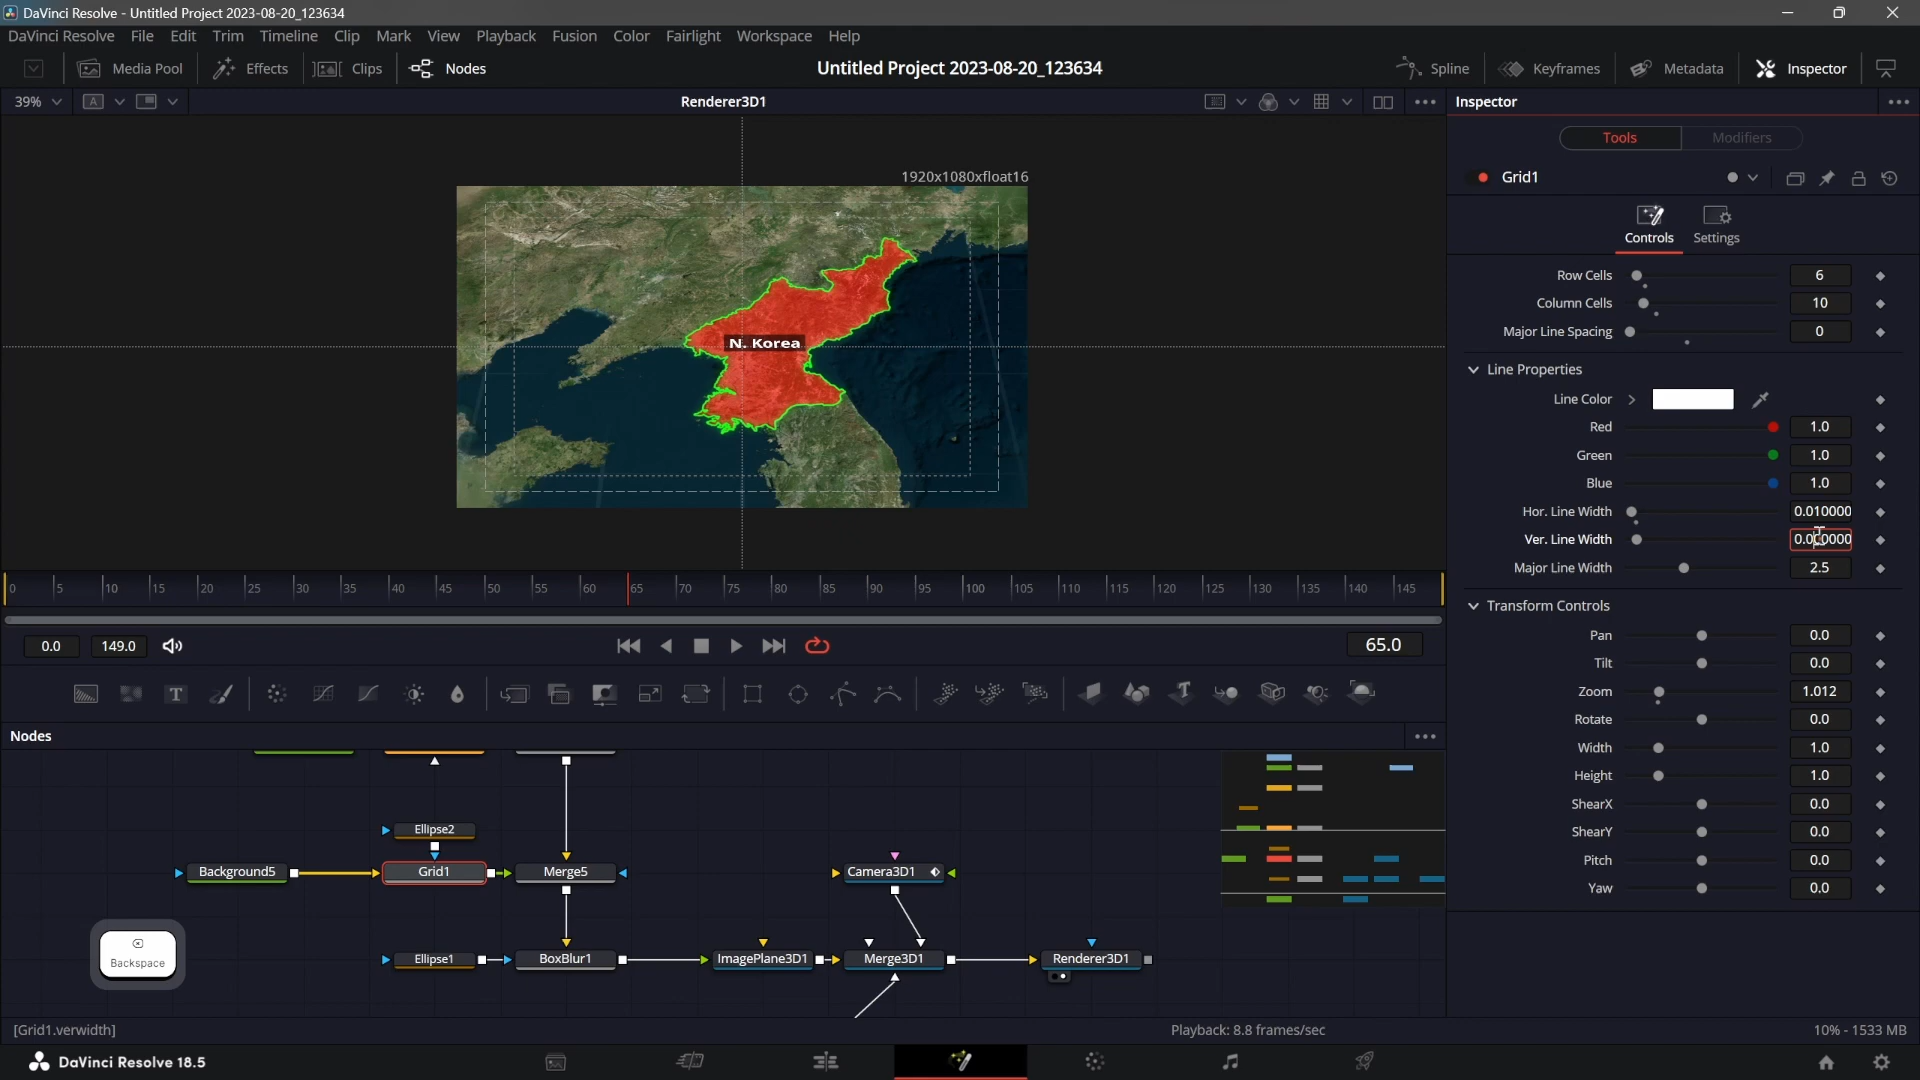 DaVinci Resolve - Untitled Project 2023-08-20_123634
DaVinci Resolve File Edit Trim Timeline Clip Mark View Playback Fusion Color Fairlight Workspace Help
Media Pool Effects Clips Nodes Untitled Project 2023-08-20_123634 Spline Keyframes Metadata Inspector
39% A Renderer3D1 Inspector
Tools Modifiers
1920x1080xfloat16
Grid1
Controls Settings
Row Cells 6
Column Cells 10
Major Line Spacing 0
N. Korea
Line Properties
Line Color
Red 1.0
Green 1.0
Blue 1.0
Hor. Line Width 0.010000
Ver. Line Width
Major Line Width 2.5
0 5 10 15 20 25 30 35 40 45 50 55 60 65 70 75 80 85 90 95 100 105 110 115 120 125 130 135 140 145
Transform Controls
0.0 149.0 65.0
Pan 0.0
Tilt 0.0
Zoom 1.012
T
Rotate 0.0
Nodes
Width 1.0
Height 1.0
ShearX 0.0
ShearY 0.0
Pitch 0.0
Yaw 0.0
Ellipse2
Background5 Grid1 Merge5 Camera3D1
Ellipse1 BoxBlur1 ImagePlane3D1 Merge3D1 Renderer3D1
Backspace
[Grid1.verwidth] Playback: 8.8 frames/sec 10% - 1533 MB
DaVinci Resolve 18.5